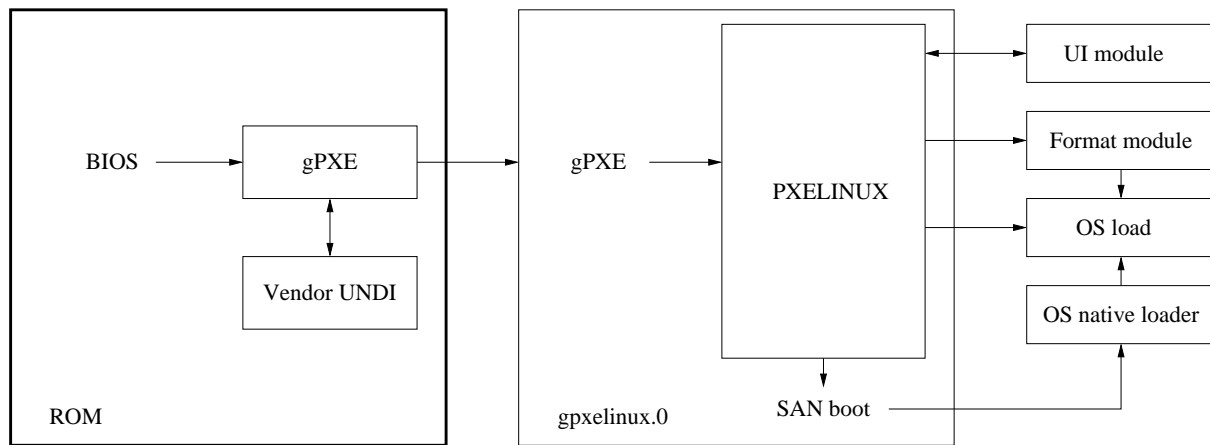 BIOS
gPXE
Vendor UNDI
ROM
gPXE
PXELINUX
SAN boot
gpxelinux.0
UI module
Format module
OS load
OS native loader